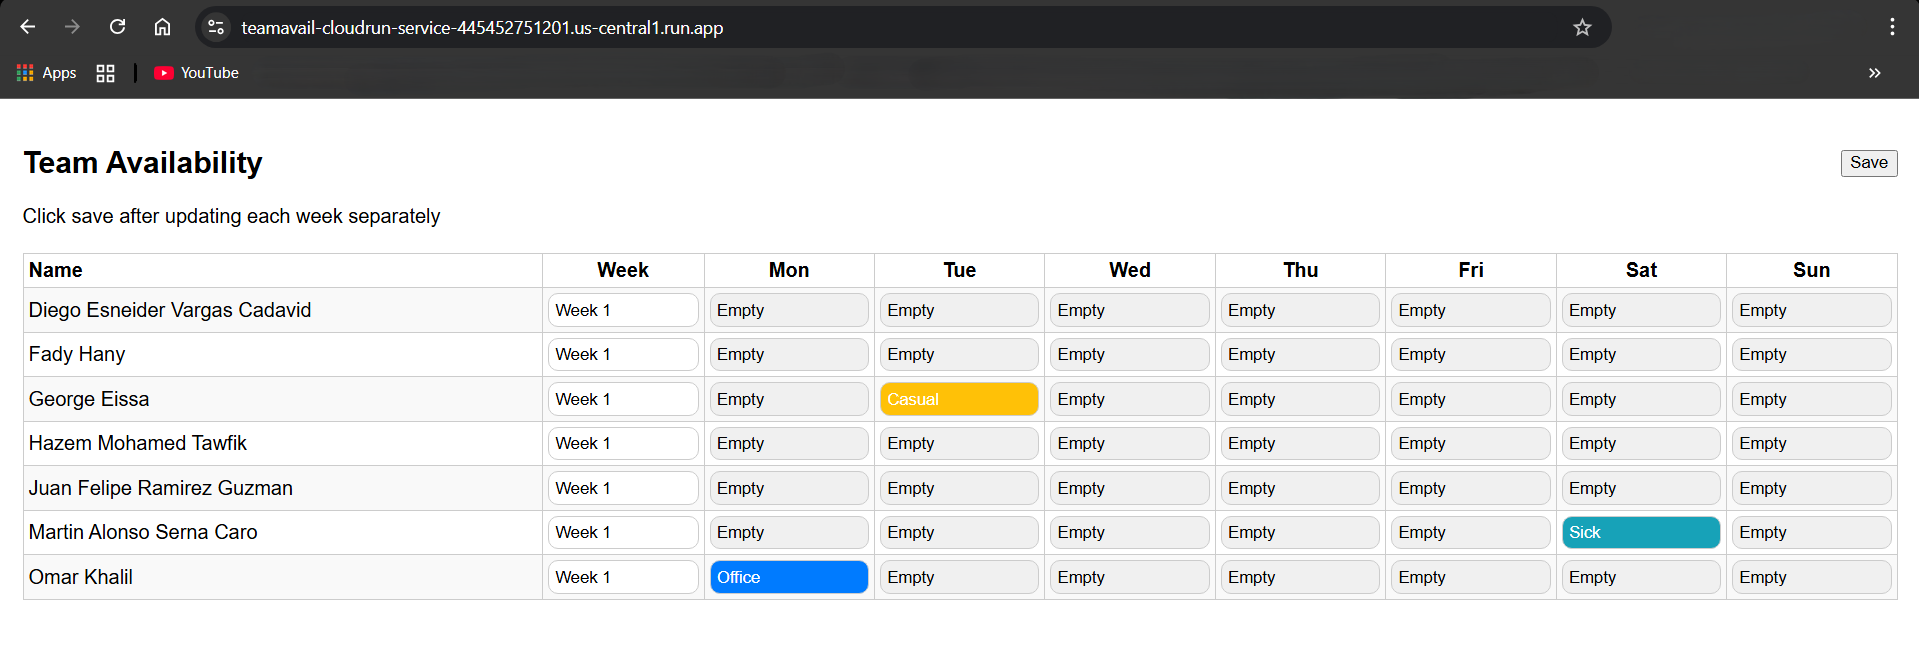 teamavail-cloudrun-service-445452751201.us-central1.run.app
Apps YouTube
Team Availability Save
Click save after updating each week separately
Name Week Mon Tue Wed Thu Fri Sat Sun
Diego Esneider Vargas Cadavid Week 1 Empty Empty Empty Empty Empty Empty Empty
Fady Hany Week 1 Empty Empty Empty Empty Empty Empty Empty
George Eissa Week 1 Empty Casual Empty Empty Empty Empty Empty
Hazem Mohamed Tawfik Week 1 Empty Empty Empty Empty Empty Empty Empty
Juan Felipe Ramirez Guzman Week 1 Empty Empty Empty Empty Empty Empty Empty
Martin Alonso Serna Caro Week 1 Empty Empty Empty Empty Empty Sick Empty
Omar Khalil Week 1 Office Empty Empty Empty Empty Empty Empty